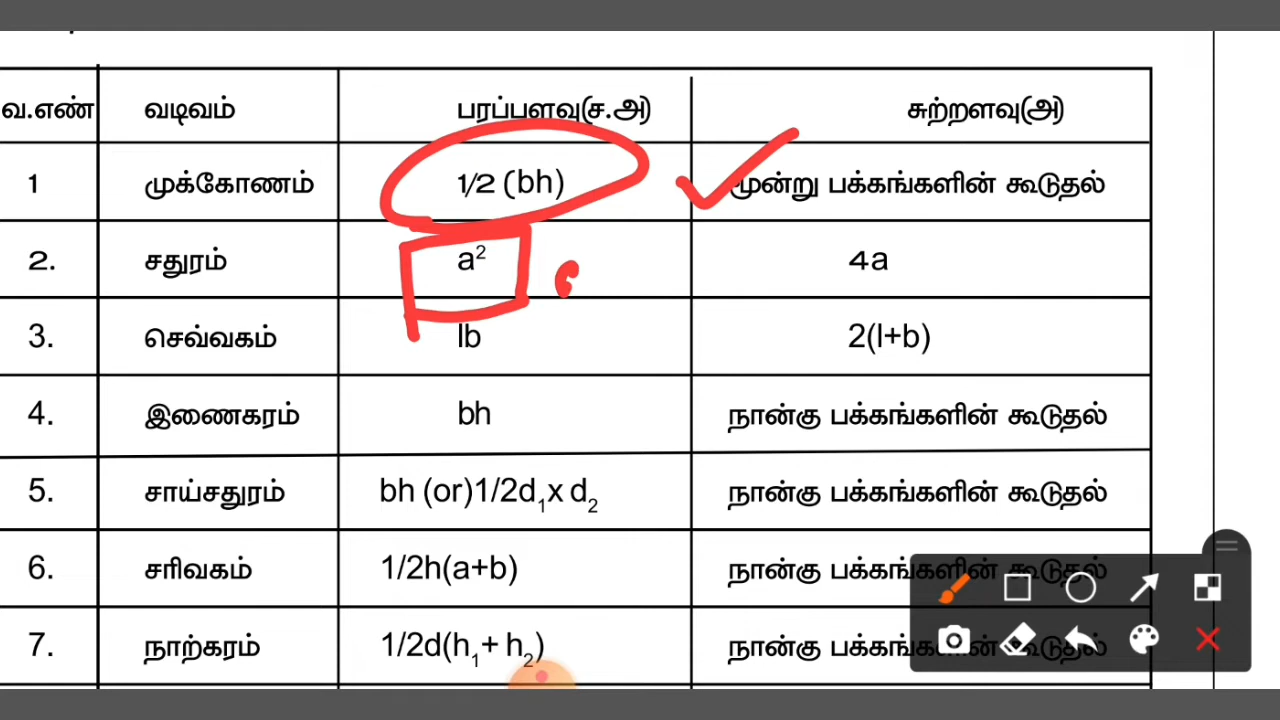 வ.எண் வடிவம் பரப்பளவு(ச.அ) சுற்றளவு(அ)
1 முக்கோணம் 1/2 (bh) மூன்று பக்கங்களின் கூடுதல்
2. சதுரம் a² 4a
3. செவ்வகம் lb 2(l+b)
4. இணைகரம் bh நான்கு பக்கங்களின் கூடுதல்
5. சாய்சதுரம் bh (or)1/2d₁x d₂ நான்கு பக்கங்களின் கூடுதல்
6. சரிவகம் 1/2h(a+b) நான்கு பக்கங்களின் கூடுதல்
7. நாற்கரம் 1/2d(h₁+ h₂) நான்கு பக்கங்களின் கூடுதல்